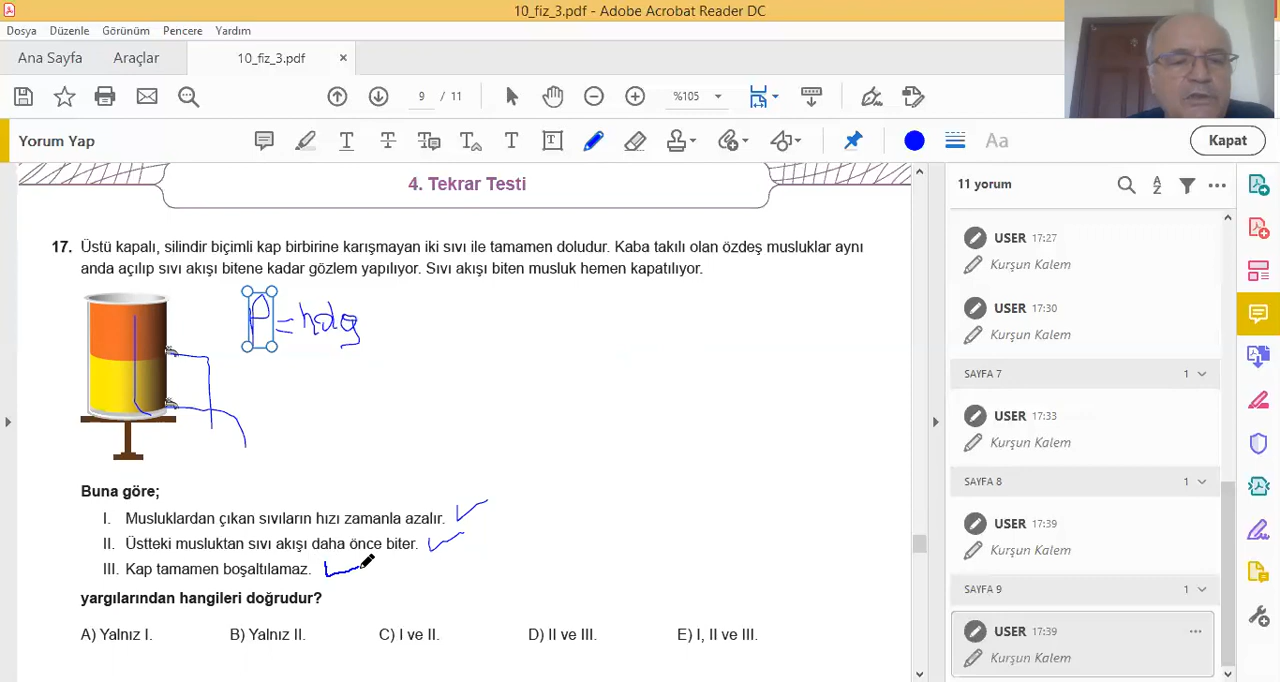 10_fiz_3.pdf - Adobe Acrobat Reader DC
Dosya Düzenle Görünüm Pencere Yardım
Ana Sayfa Araçlar 10_fiz_3.pdf ×
9 / 11 %105
Yorum Yap Aa Kapat
4. Tekrar Testi
11 yorum
17. Üstü kapalı, silindir biçimli kap birbirine karışmayan iki sıvı ile tamamen doludur. Kaba takılı olan özdeş musluklar aynı
anda açılıp sıvı akışı bitene kadar gözlem yapılıyor. Sıvı akışı biten musluk hemen kapatılıyor.
P = hdg
Buna göre;
I. Musluklardan çıkan sıvıların hızı zamanla azalır.
II. Üstteki musluktan sıvı akışı daha önce biter.
III. Kap tamamen boşaltılamaz.
yargılarından hangileri doğrudur?
A) Yalnız I. B) Yalnız II. C) I ve II. D) II ve III. E) I, II ve III.
USER 17:27
Kurşun Kalem
USER 17:30
Kurşun Kalem
SAYFA 7 1
USER 17:33
Kurşun Kalem
SAYFA 8 1
USER 17:39
Kurşun Kalem
SAYFA 9 1
USER 17:39
Kurşun Kalem